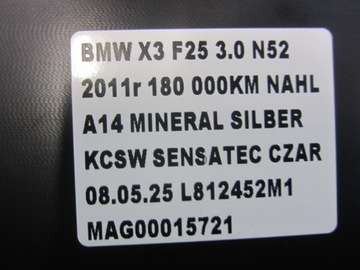 BMW X3 F25 3.0 N52
2011r 180 000KM NAHL
A14 MINERAL SILBER
KCSW SENSATEC CZAR
08.05.25 L812452M1
MAG00015721